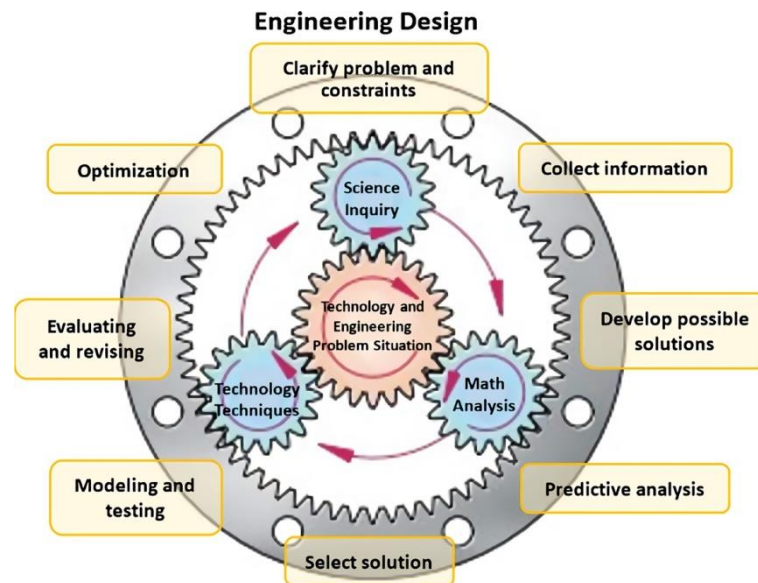 Engineering Design
Clarify problem and
constraints
Optimization
Collect information
Science
Inquiry
Evaluating
and revising
Technology and
Engineering
Problem Situation
Develop possible
solutions
Technology
Techniques
Math
Analysis
Modeling and
testing
Predictive analysis
Select solution